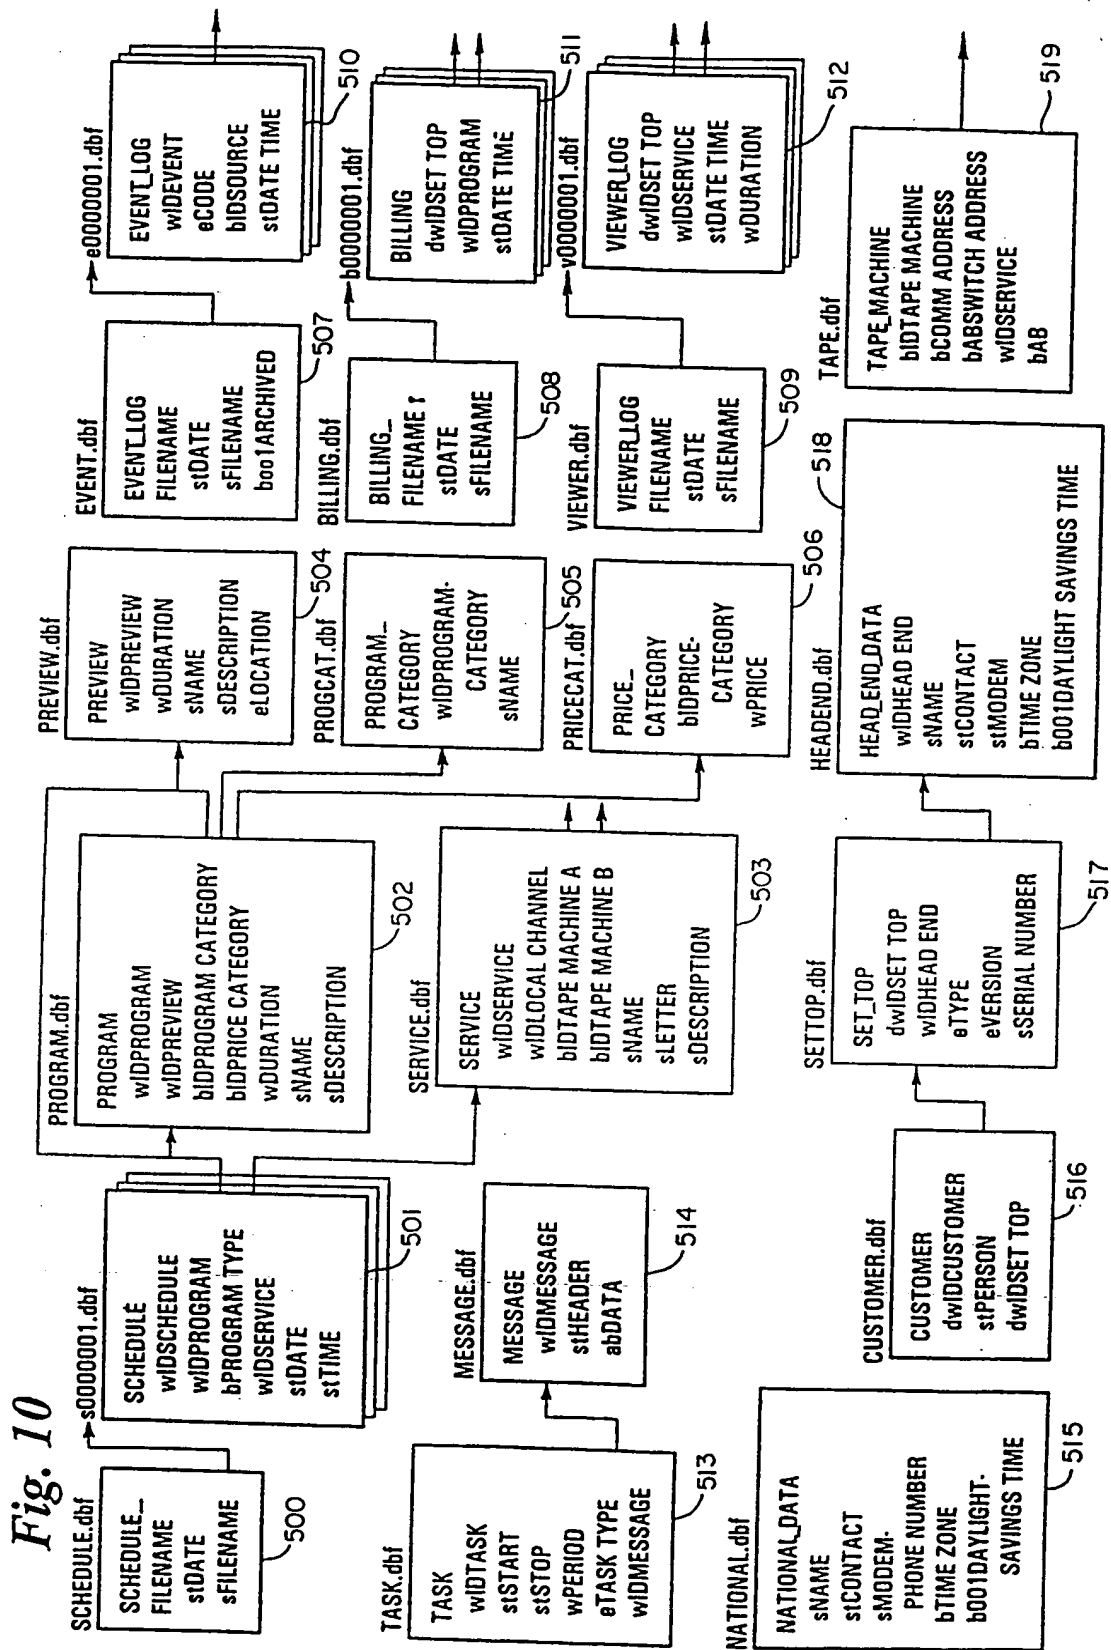 Fig. 10
SCHEDULE.dbf
SCHEDULE_
FILENAME
stDATE
sFILENAME
500
s0000001.dbf
SCHEDULE
wIDSCHEDULE
wIDPROGRAM
bPROGRAM TYPE
wIDSERVICE
stDATE
stTIME
501
PROGRAM.dbf
PROGRAM
wIDPROGRAM
wIDPREVIEW
bIDPROGRAM CATEGORY
bIDPRICE CATEGORY
wDURATION
sNAME
sDESCRIPTION
502
PREVIEW.dbf
PREVIEW
wIDPREVIEW
wDURATION
sNAME
sDESCRIPTION
eLOCATION
504
EVENT.dbf
EVENT_LOG
FILENAME
stDATE
sFILENAME
boo1ARCHIVED
507
e0000001.dbf
EVENT_LOG
wIDEVENT
eCODE
bIDSOURCE
stDATE TIME
510
PROGCAT.dbf
PROGRAM_
CATEGORY
wIDPROGRAM-
CATEGORY
sNAME
505
BILLING.dbf
BILLING_
FILENAME r
stDATE
sFILENAME
508
b0000001.dbf
BILLING
dwIDSET TOP
wIDPROGRAM
stDATE TIME
511
TASK.dbf
TASK
wIDTASK
stSTART
stSTOP
wPERIOD
eTASK TYPE
wIDMESSAGE
513
MESSAGE.dbf
MESSAGE
wIDMESSAGE
stHEADER
abDATA
514
SERVICE.dbf
SERVICE
wIDSERVICE
wIDLOCAL CHANNEL
bIDTAPE MACHINE A
bIDTAPE MACHINE B
sNAME
sLETTER
sDESCRIPTION
503
PRICECAT.dbf
PRICE_
CATEGORY
bIDPRICE-
CATEGORY
wPRICE
506
VIEWER.dbf
VIEWER_LOG
FILENAME
stDATE
sFILENAME
509
v0000001.dbf
VIEWER_LOG
dwIDSET TOP
wIDSERVICE
stDATE TIME
wDURATION
512
NATIONAL.dbf
NATIONAL_DATA
sNAME
stCONTACT
sMODEM-
PHONE NUMBER
bTIME ZONE
b001DAYLIGHT-
SAVINGS TIME
515
CUSTOMER.dbf
CUSTOMER
dwIDCUSTOMER
stPERSON
dwIDSET TOP
516
SETTOP.dbf
SET_TOP
dwIDSET TOP
wIDHEAD END
eTYPE
eVERSION
sSERIAL NUMBER
517
HEADEND.dbf
HEAD_END_DATA
wIDHEAD END
sNAME
stCONTACT
stMODEM
bTIME ZONE
b001DAYLIGHT SAVINGS TIME
518
TAPE.dbf
TAPE_MACHINE
bIDTAPE MACHINE
bCOMM ADDRESS
bABSWITCH ADDRESS
wIDSERVICE
bAB
519